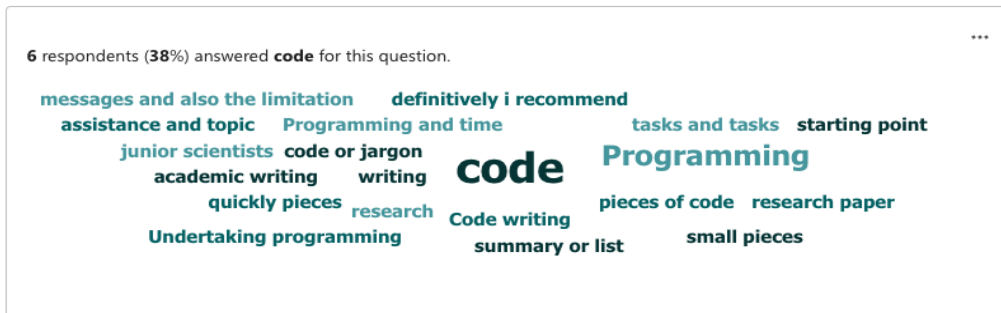 6 respondents (38%) answered code for this question.
messages and also the limitation definitively i recommend
assistance and topic Programming and time tasks and tasks starting point
junior scientists code or jargon code Programming
academic writing writing
quickly pieces research Code writing pieces of code research paper
Undertaking programming summary or list small pieces